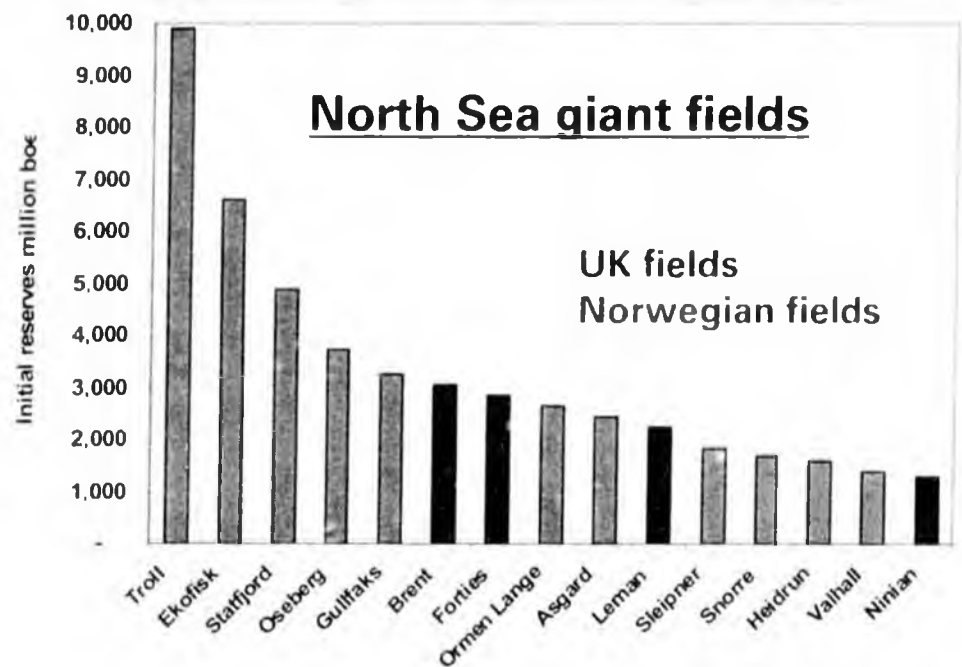 North Sea giant fields
UK fields
Norwegian fields
Initial reserves million boe
10,000
9,000
8,000
7,000
6,000
5,000
4,000
3,000
2,000
1,000
-
Troll
Ekofisk
Statfjord
Oseberg
Gullfaks
Brent
Forties
Ormen Lange
Asgard
Leman
Sleipner
Snorre
Heidrun
Valhall
Ninian